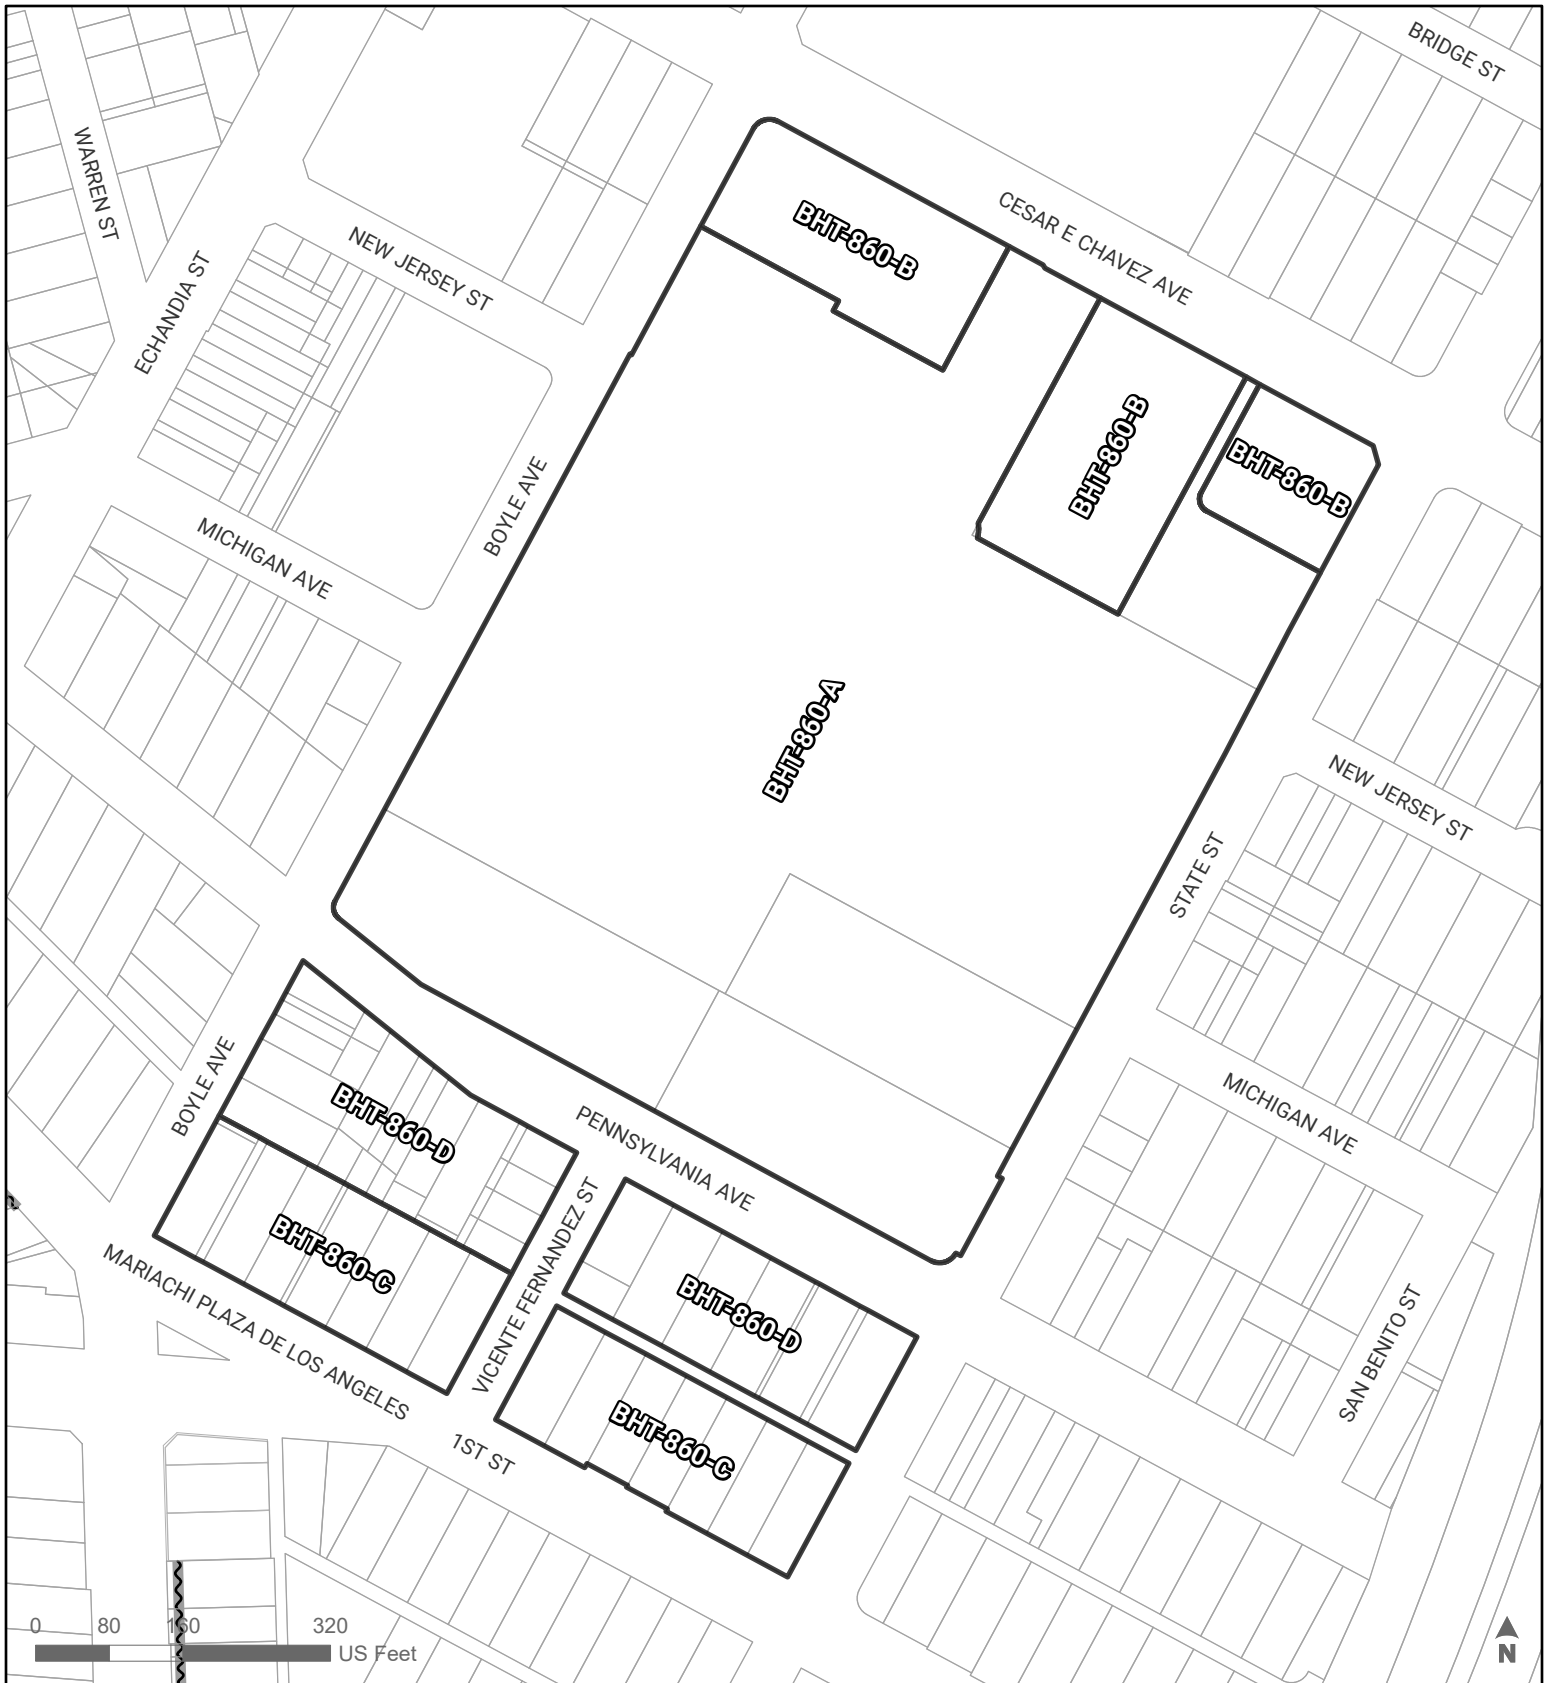 BRIDGE ST
WARREN ST
CESAR E CHAVEZ AVE
BHT-860-B
NEW JERSEY ST
ECHANDIA ST
BHT-860-B
BHT-860-B
BOYLE AVE
MICHIGAN AVE
BHT-860-A
NEW JERSEY ST
STATE ST
BOYLE AVE
BHT-860-D
MICHIGAN AVE
PENNSYLVANIA AVE
BHT-860-C
VICENTE FERNANDEZ ST
BHT-860-D
MARIACHI PLAZA DE LOS ANGELES
SAN BENITO ST
BHT-860-C
1ST ST
0 80 160 320
US Feet
N